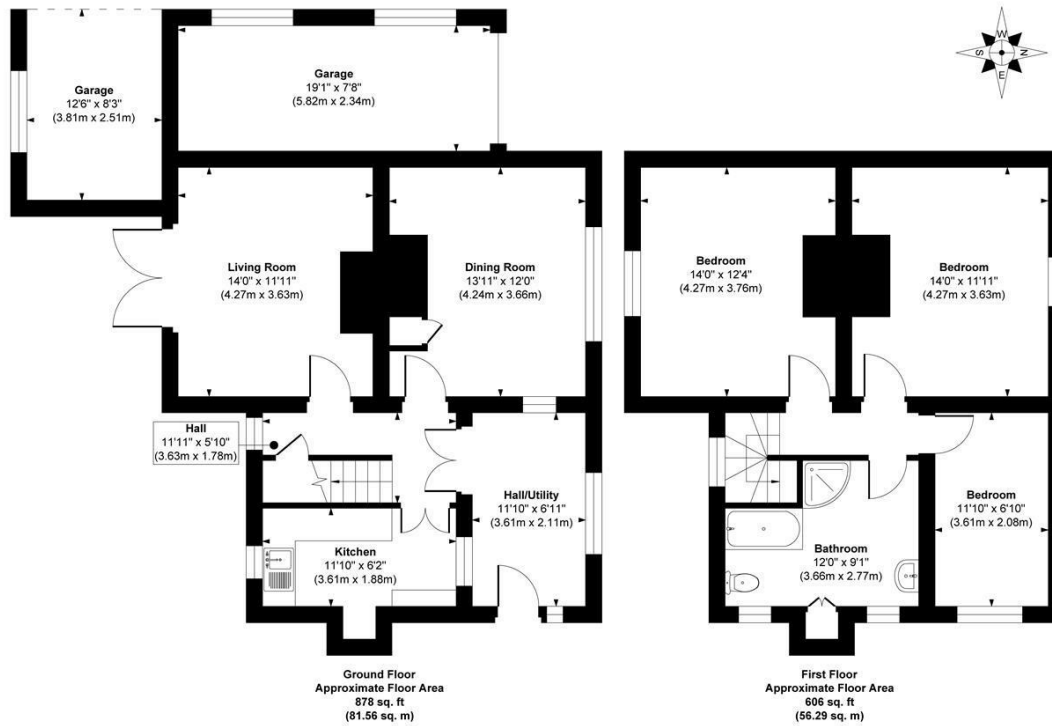 Garage
12'6" x 8'3"
(3.81m x 2.51m)
Garage
19'1" x 7'8"
(5.82m x 2.34m)
W
S
N
E
Living Room
14'0" x 11'11"
(4.27m x 3.63m)
Dining Room
13'11" x 12'0"
(4.24m x 3.66m)
Bedroom
14'0" x 12'4"
(4.27m x 3.76m)
Bedroom
14'0" x 11'11"
(4.27m x 3.63m)
Hall
11'11" x 5'10"
(3.63m x 1.78m)
Hall/Utility
11'10" x 6'11"
(3.61m x 2.11m)
Kitchen
11'10" x 6'2"
(3.61m x 1.88m)
Bedroom
11'10" x 6'10"
(3.61m x 2.08m)
Bathroom
12'0" x 9'1"
(3.66m x 2.77m)
Ground Floor
Approximate Floor Area
878 sq. ft
(81.56 sq. m)
First Floor
Approximate Floor Area
606 sq. ft
(56.29 sq. m)